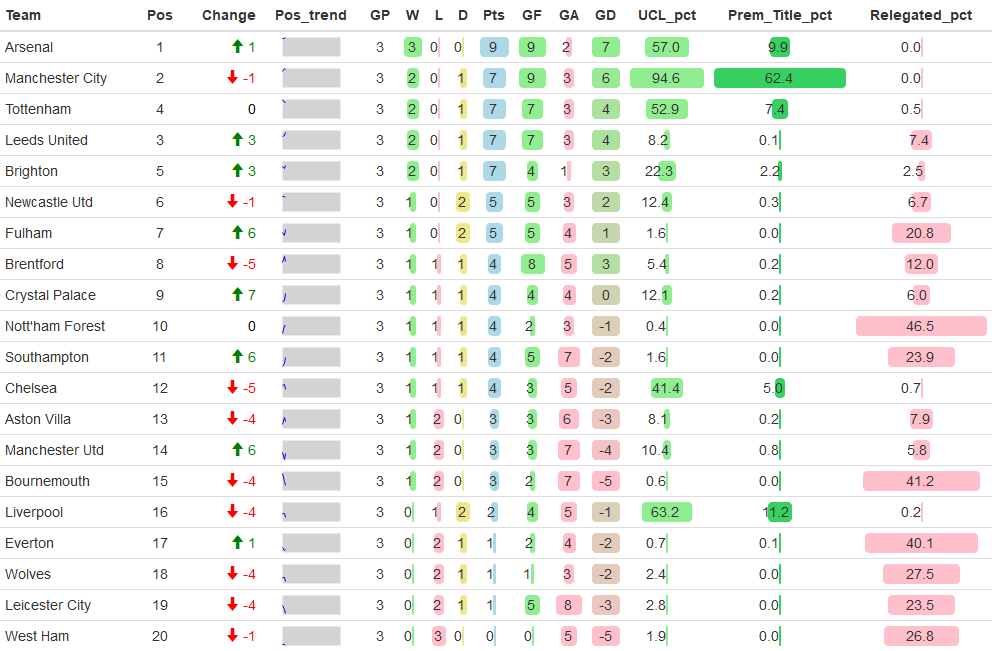 Team Pos Change Pos_trend GP W L D Pts GF GA GD UCL_pct Prem_Title_pct Relegated_pct
Arsenal 1 1 3 3 0 0 9 9 2 7 57.0 9.9 0.0
Manchester City 2 -1 3 2 0 1 7 9 3 6 94.6 62.4 0.0
Tottenham 4 0 3 2 0 1 7 7 3 4 52.9 7.4 0.5
Leeds United 3 3 3 2 0 1 7 7 3 4 8.2 0.1 7.4
Brighton 5 3 3 2 0 1 7 4 1 3 22.3 2.2 2.5
Newcastle Utd 6 -1 3 1 0 2 5 5 3 2 12.4 0.3 6.7
Fulham 7 6 3 1 0 2 5 5 4 1 1.6 0.0 20.8
Brentford 8 -5 3 1 1 1 4 8 5 3 5.4 0.2 12.0
Crystal Palace 9 7 3 1 1 1 4 4 4 0 12.1 0.2 6.0
Nott'ham Forest 10 0 3 1 1 1 4 2 3 -1 0.4 0.0 46.5
Southampton 11 6 3 1 1 1 4 5 7 -2 1.6 0.0 23.9
Chelsea 12 -5 3 1 1 1 4 3 5 -2 41.4 5.0 0.7
Aston Villa 13 -4 3 1 2 0 3 3 6 -3 8.1 0.2 7.9
Manchester Utd 14 6 3 1 2 0 3 3 7 -4 10.4 0.8 5.8
Bournemouth 15 -4 3 1 2 0 3 2 7 -5 0.6 0.0 41.2
Liverpool 16 -4 3 0 1 2 2 4 5 -1 63.2 11.2 0.2
Everton 17 1 3 0 2 1 1 2 4 -2 0.7 0.1 40.1
Wolves 18 -4 3 0 2 1 1 1 3 -2 2.4 0.0 27.5
Leicester City 19 -4 3 0 2 1 1 5 8 -3 2.8 0.0 23.5
West Ham 20 -1 3 0 3 0 0 0 5 -5 1.9 0.0 26.8